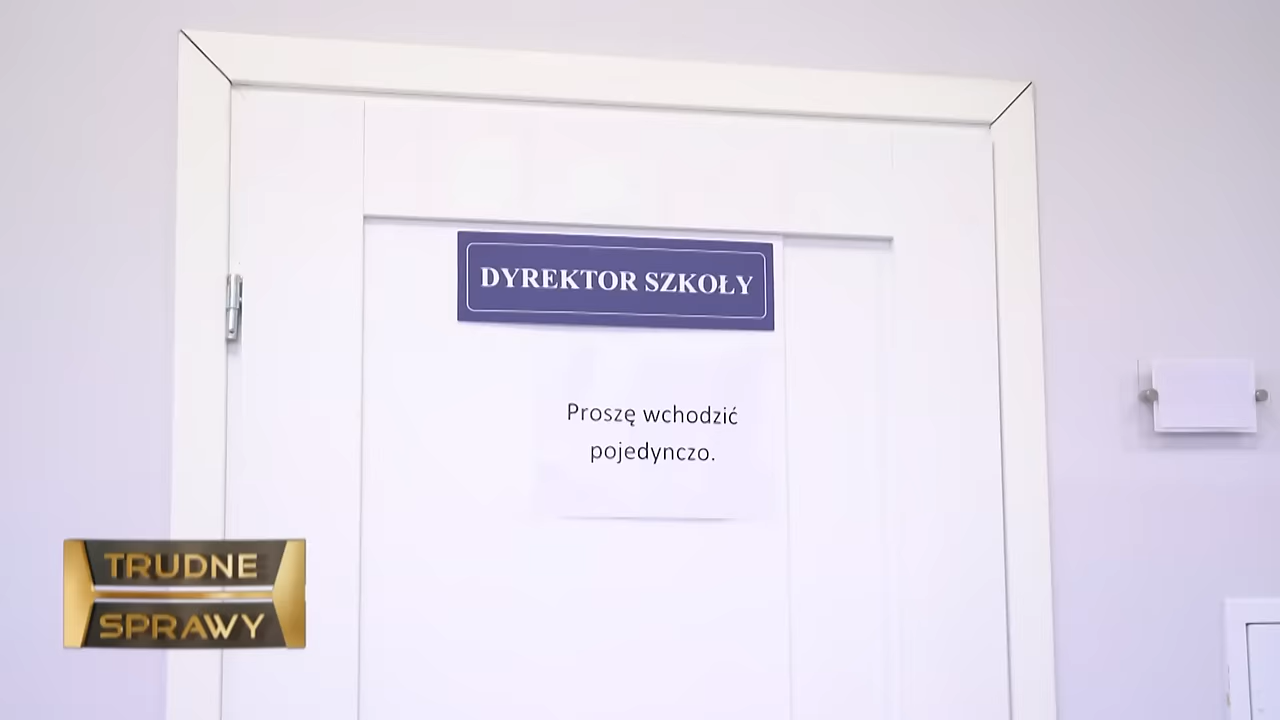 DYREKTOR SZKOŁY
Proszę wchodzić
pojedynczo.
TRUDNE
SPRAWY